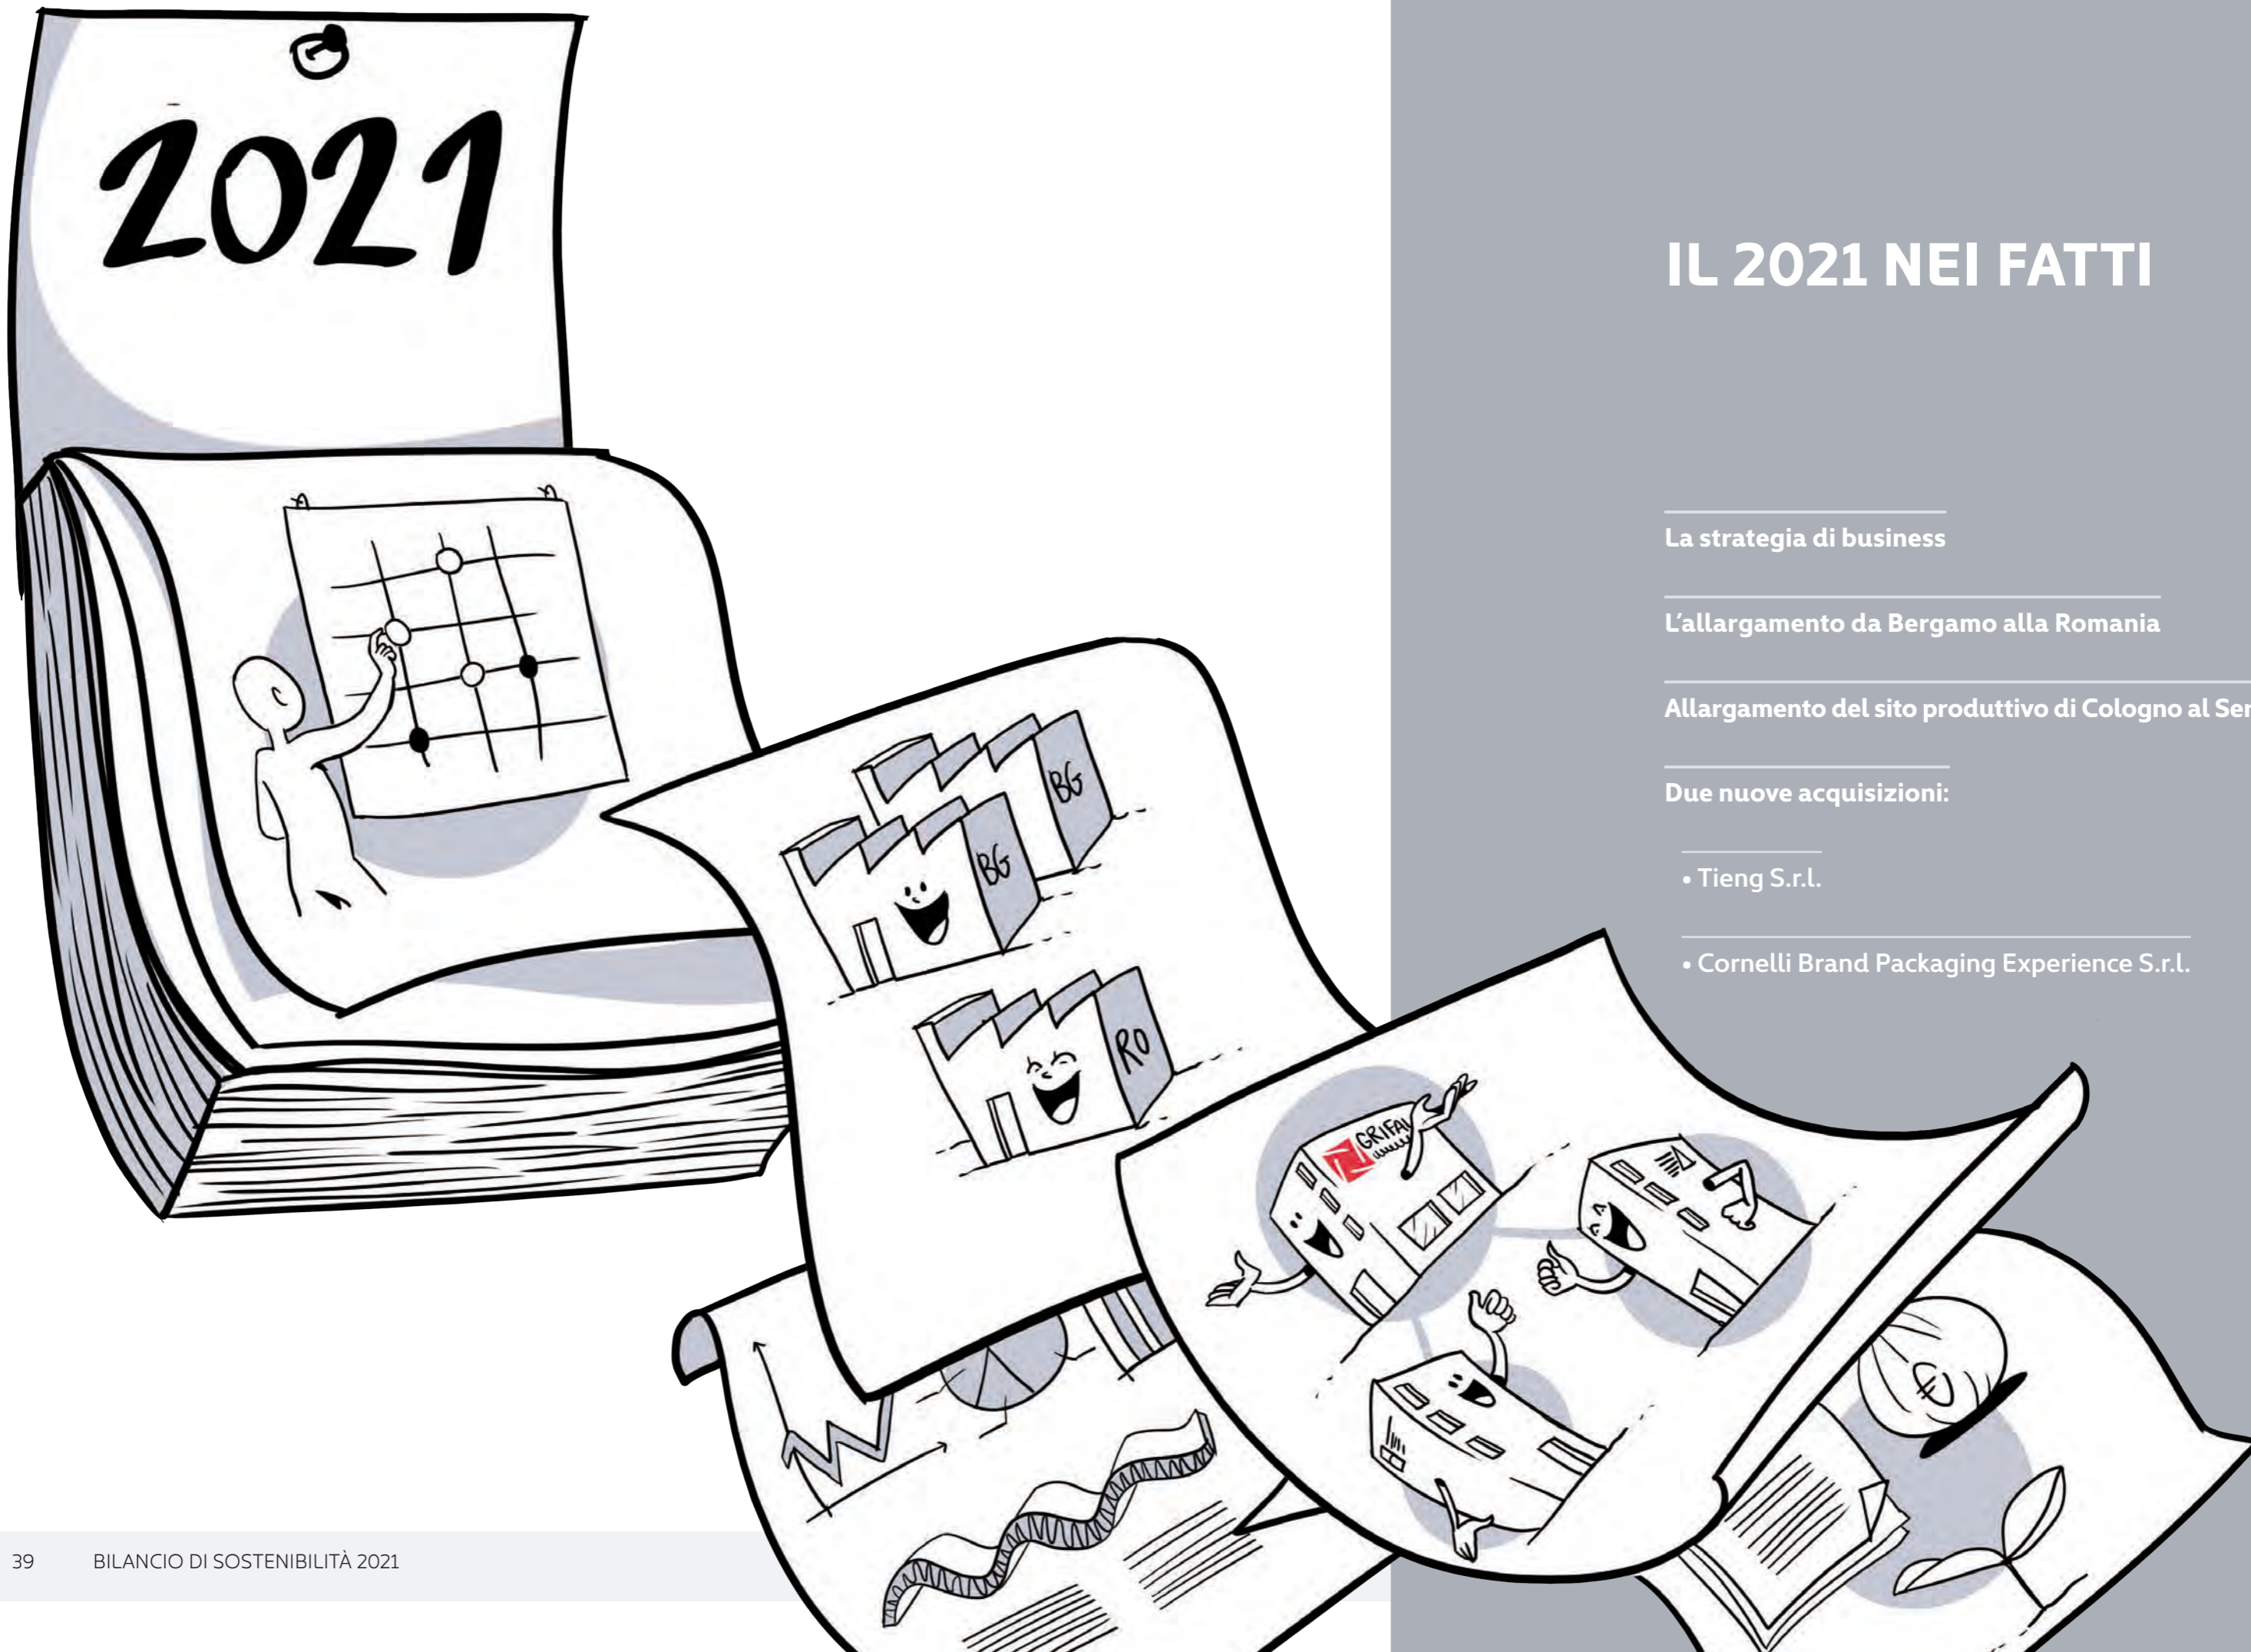 2021
BG
BG
RO
GRIFAL
IL 2021 NEI FATTI
La strategia di business
L'allargamento da Bergamo alla Romania
Allargamento del sito produttivo di Cologno al Ser
Due nuove acquisizioni:
• Tieng S.r.l.
• Cornelli Brand Packaging Experience S.r.l.
€
39 BILANCIO DI SOSTENIBILITÀ 2021